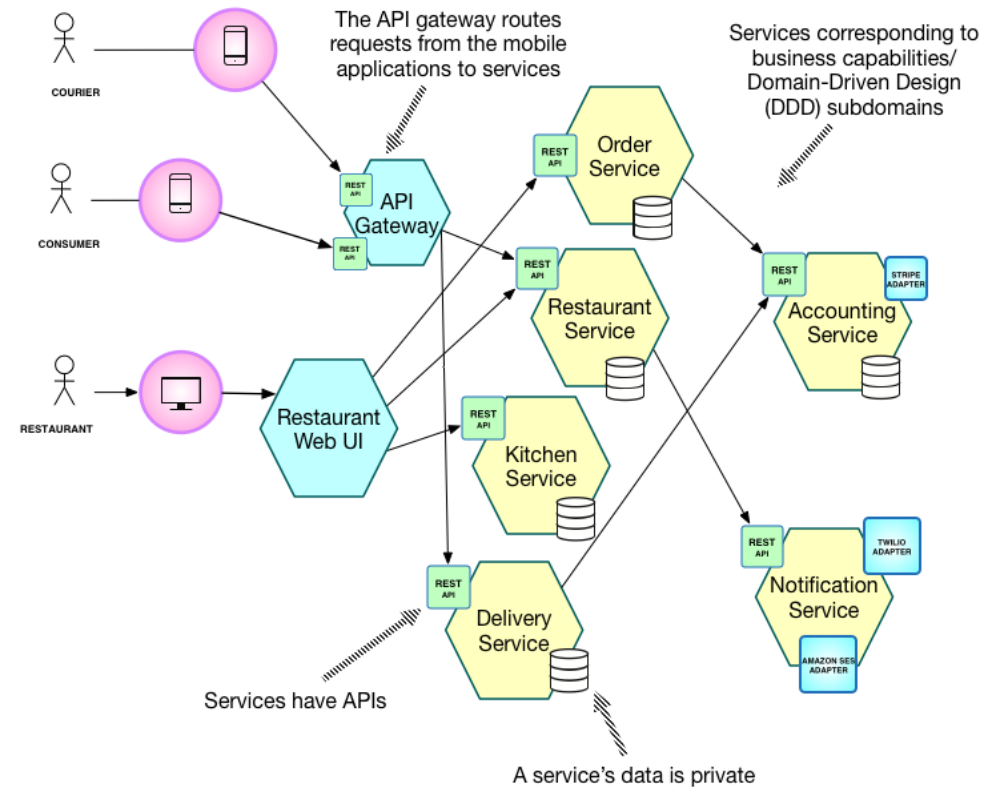 The API gateway routes
requests from the mobile
applications to services
Services corresponding to
business capabilities/
Domain-Driven Design
(DDD) subdomains
COURIER
REST
API
Order
Service
REST
API
API
Gateway
REST
API
CONSUMER
REST
API
Restaurant
Service
REST
API
STRIPE
ADAPTER
Accounting
Service
RESTAURANT
Restaurant
Web UI
REST
API
Kitchen
Service
REST
API
TWILIO
ADAPTER
Notification
Service
AMAZON SES
ADAPTER
REST
API
Delivery
Service
Services have APIs
A service's data is private